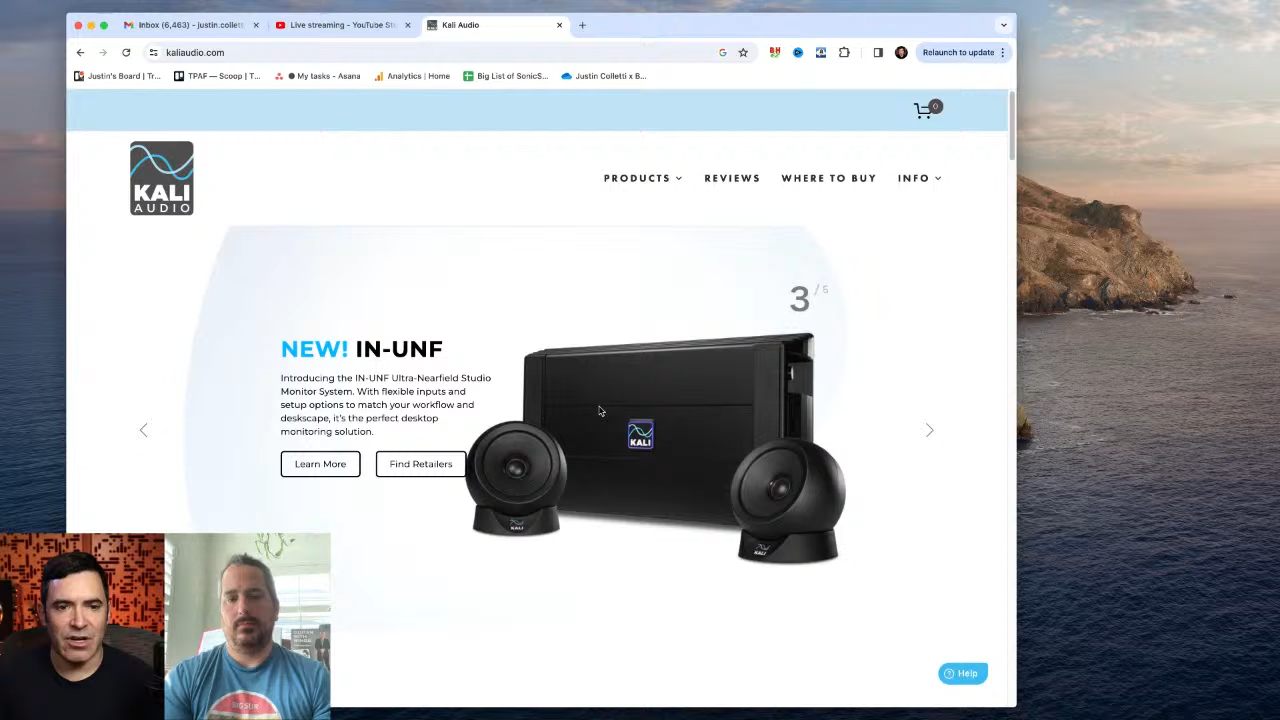 Inbox (6,463) - justin.collett
Live streaming - YouTube St
Kali Audio
kaliaudio.com
Relaunch to update
Justin's Board | Tr...
TPAF — Scoop | T...
My tasks - Asana
Analytics | Home
Big List of SonicS...
Justin Colletti x B...
0
KALI
AUDIO
PRODUCTS
REVIEWS
WHERE TO BUY
INFO
3 / 5
NEW! IN-UNF
Introducing the IN-UNF Ultra-Nearfield Studio
Monitor System. With flexible inputs and
setup options to match your workflow and
deskscape, it's the perfect desktop
monitoring solution.
Learn More
Find Retailers
KALI
KALI
KALI
BIG SUR
Help